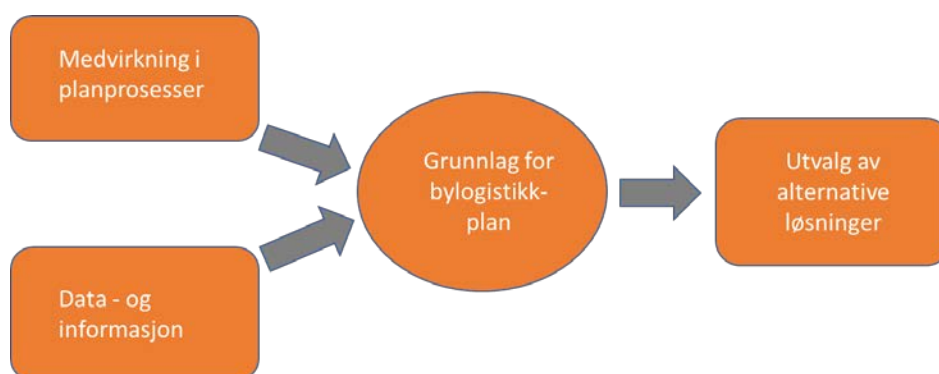 Medvirkning i
planprosesser
Data - og
informasjon
Grunnlag for
bylogistikk-
plan
Utvalg av
alternative
løsninger